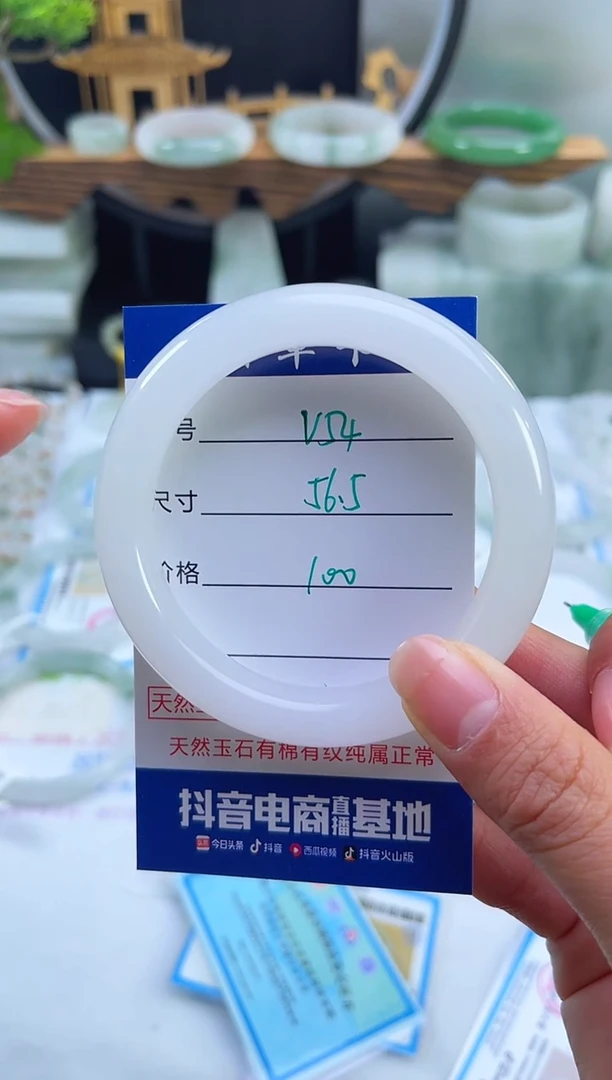 号 V54
尺寸 56.5
价格 100
天然
天然玉石有棉有纹纯属正常
抖音电商直播基地
今日头条 抖音 西瓜视频 抖音火山版